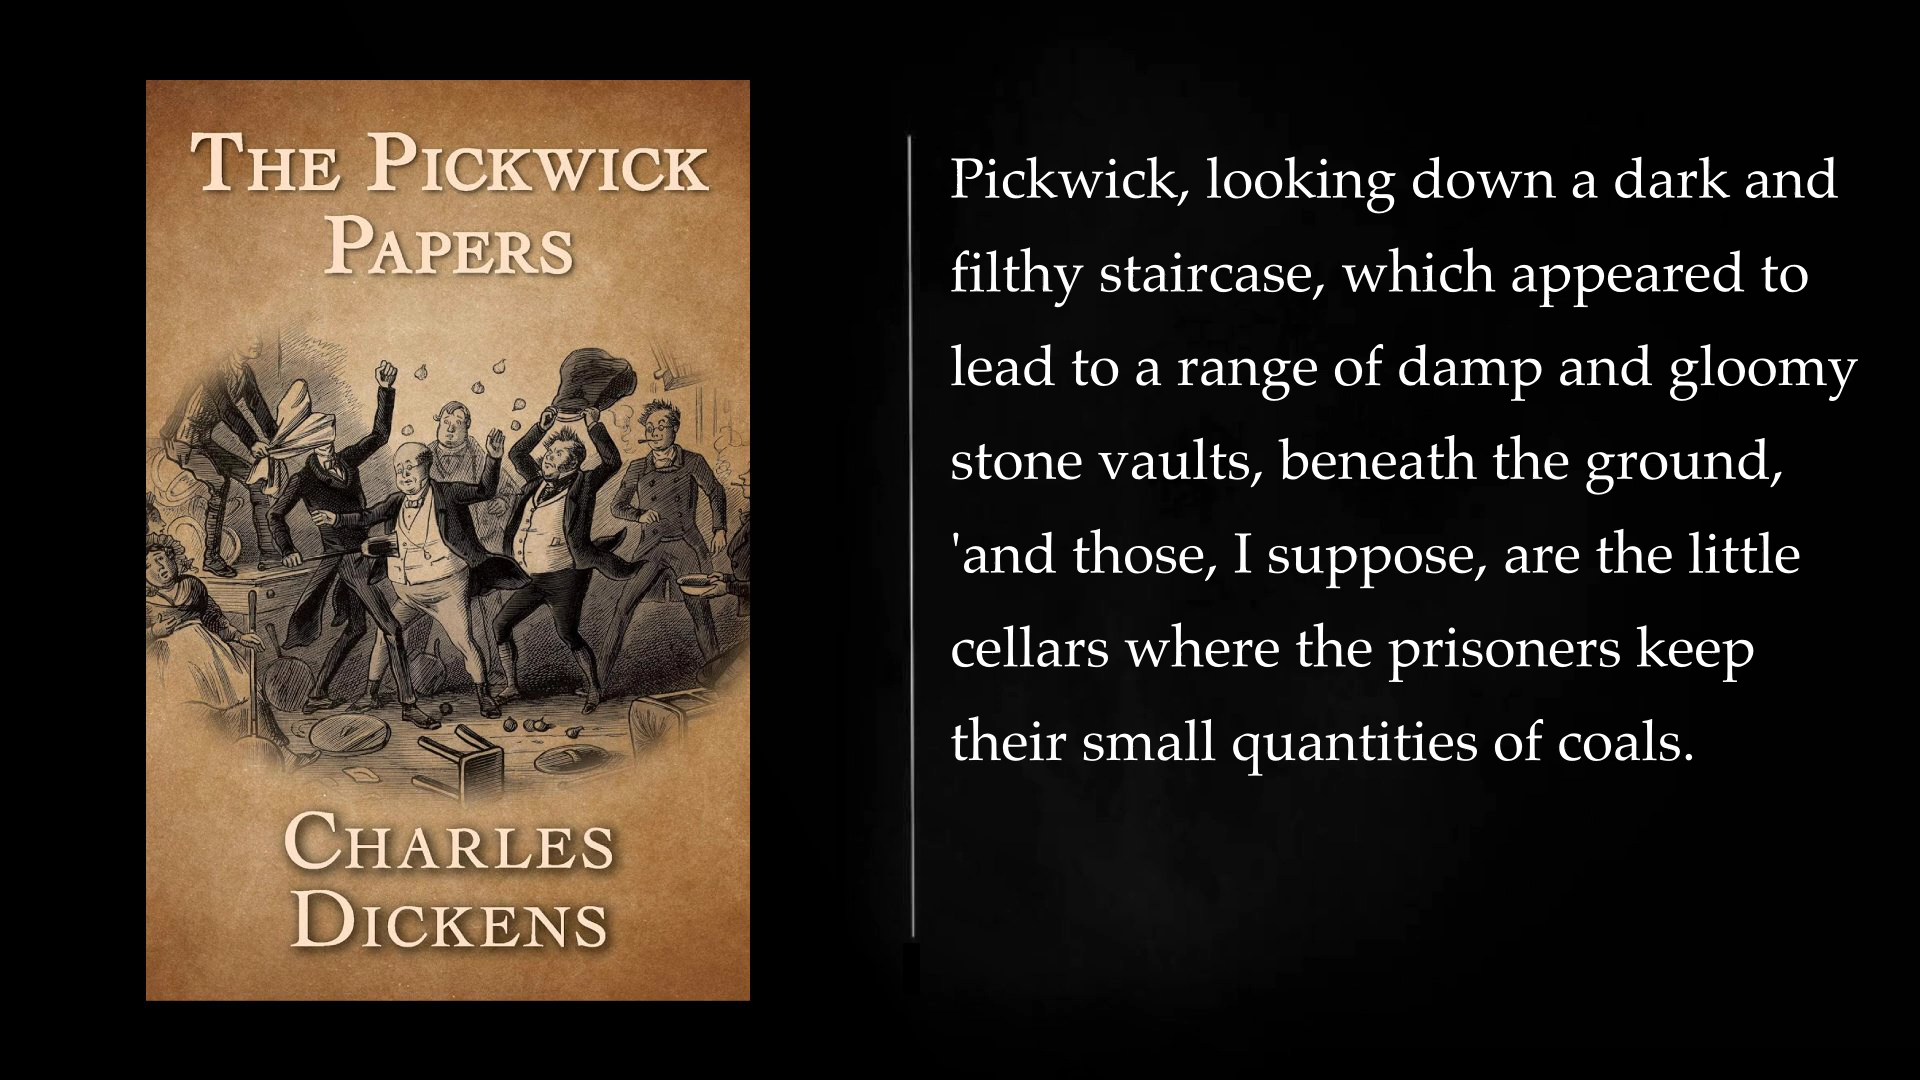 The Pickwick
Papers
Charles
Dickens
Pickwick, looking down a dark and
filthy staircase, which appeared to
lead to a range of damp and gloomy
stone vaults, beneath the ground,
'and those, I suppose, are the little
cellars where the prisoners keep
their small quantities of coals.